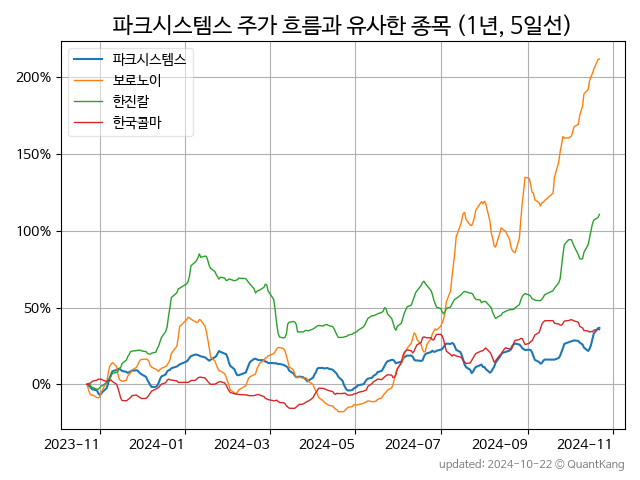 파크시스템스 주가 흐름과 유사한 종목 (1년, 5일선)
파크시스템스
보로노이
한진칼
한국콜마
200%
150%
100%
50%
0%
2023-11 2024-01 2024-03 2024-05 2024-07 2024-09 2024-11
updated: 2024-10-22 © QuantKang